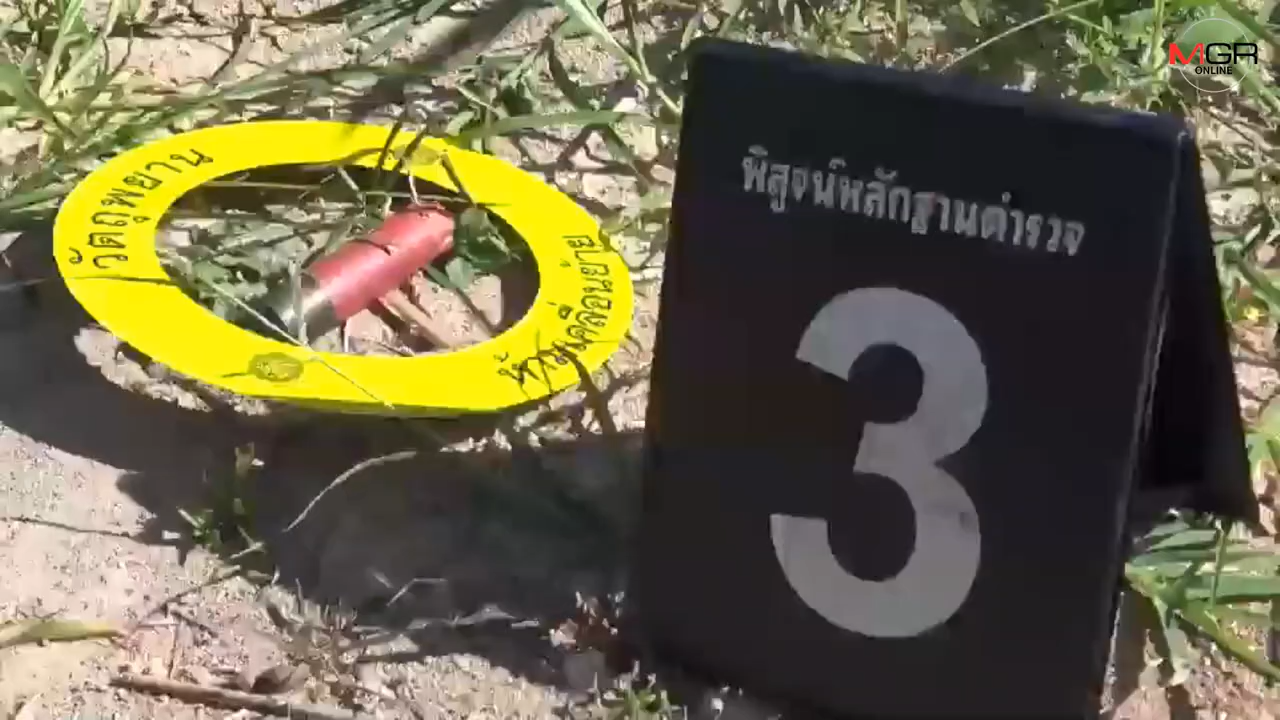 MGR
ONLINE
วัตถุพยาน
ห้ามเคลื่อนย้าย
พิสูจน์หลักฐานตำรวจ
3